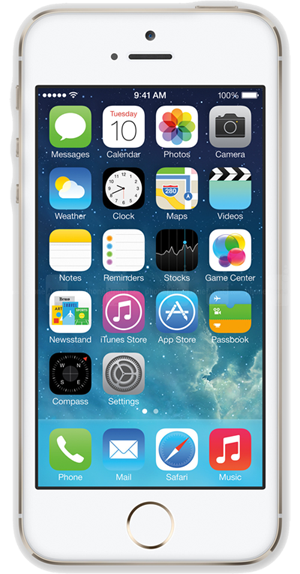 9:41 AM 100%
Tuesday
10
Messages Calendar Photos Camera
280
Weather Clock Maps Videos
Notes Reminders Stocks Game Center
Newsstand iTunes Store App Store Passbook
Compass Settings
Phone Mail Safari Music